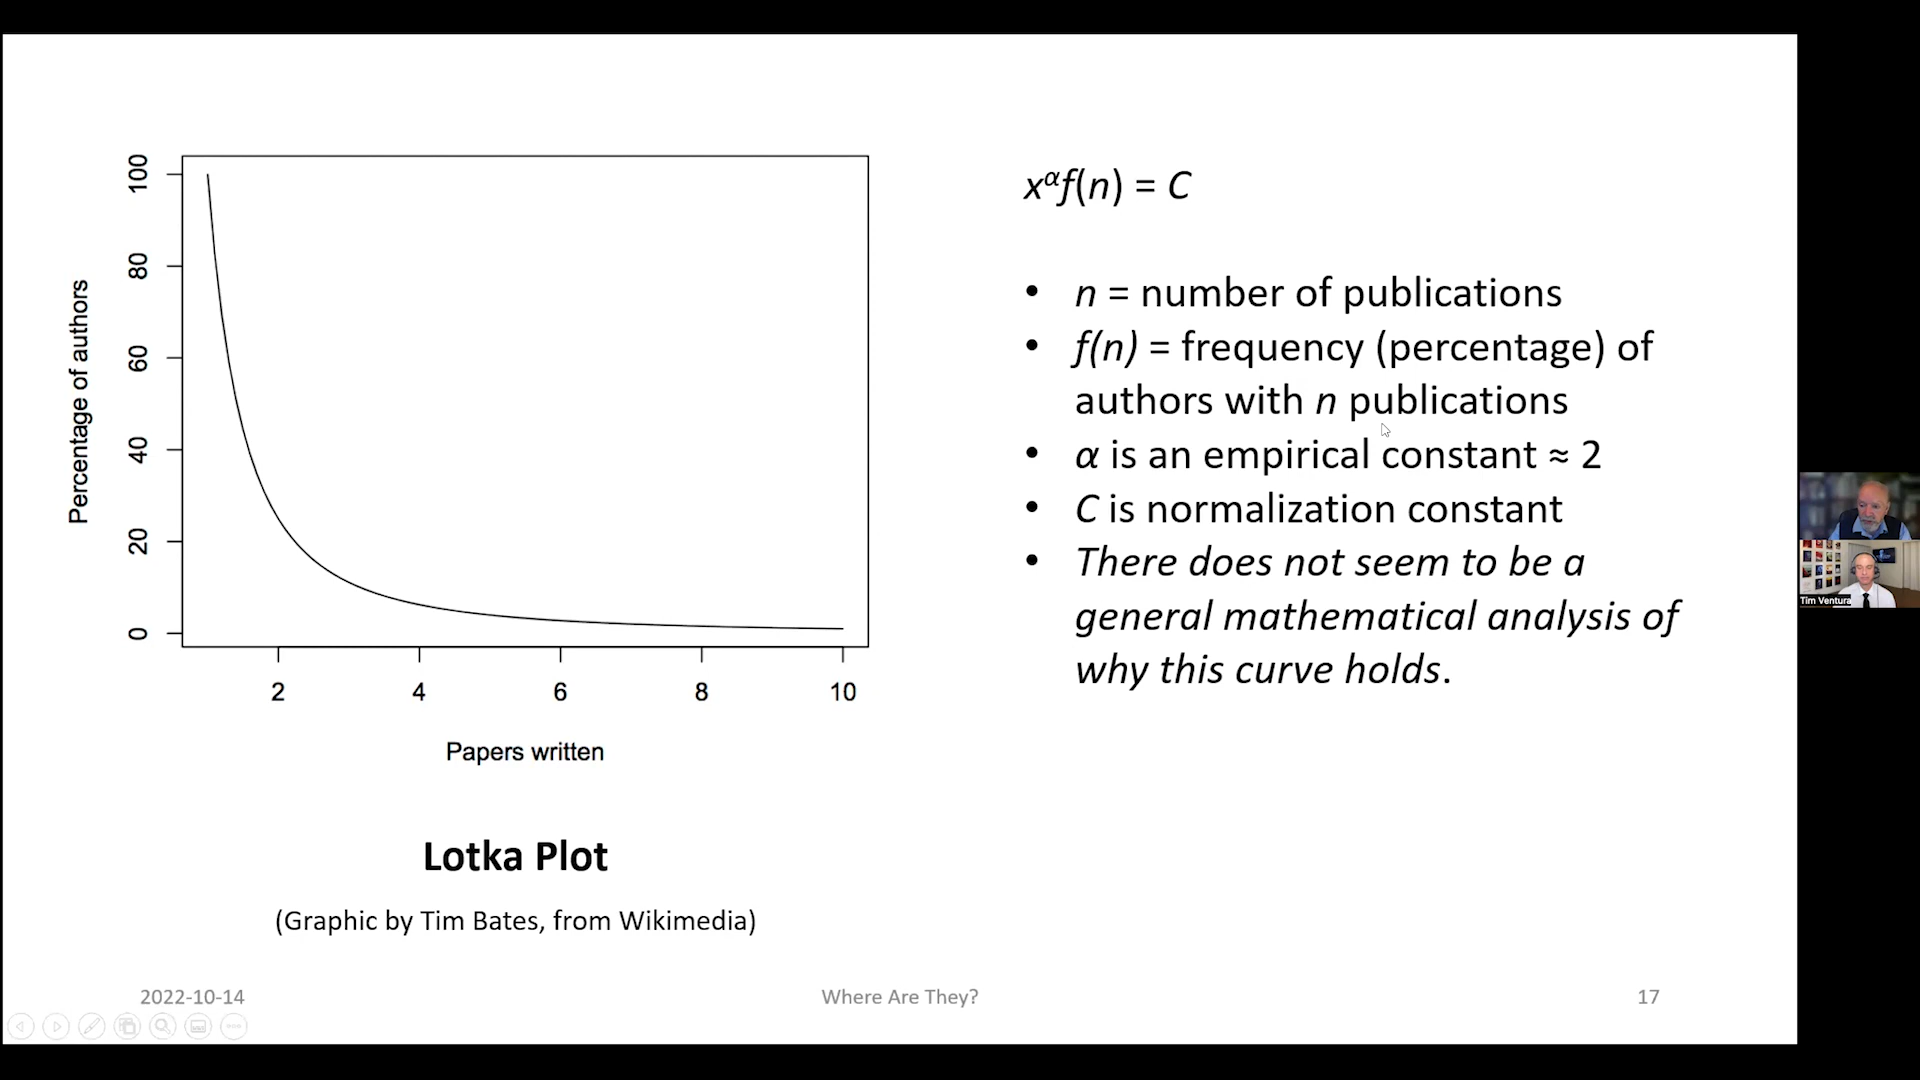 100
80
60
40
20
0
Percentage of authors
2 4 6 8 10
Papers written
Lotka Plot
(Graphic by Tim Bates, from Wikimedia)
xᵅf(n) = C
• n = number of publications
• f(n) = frequency (percentage) of
authors with n publications
• α is an empirical constant ≈ 2
• C is normalization constant
• There does not seem to be a
general mathematical analysis of
why this curve holds.
Tim Ventura
2022-10-14 Where Are They? 17